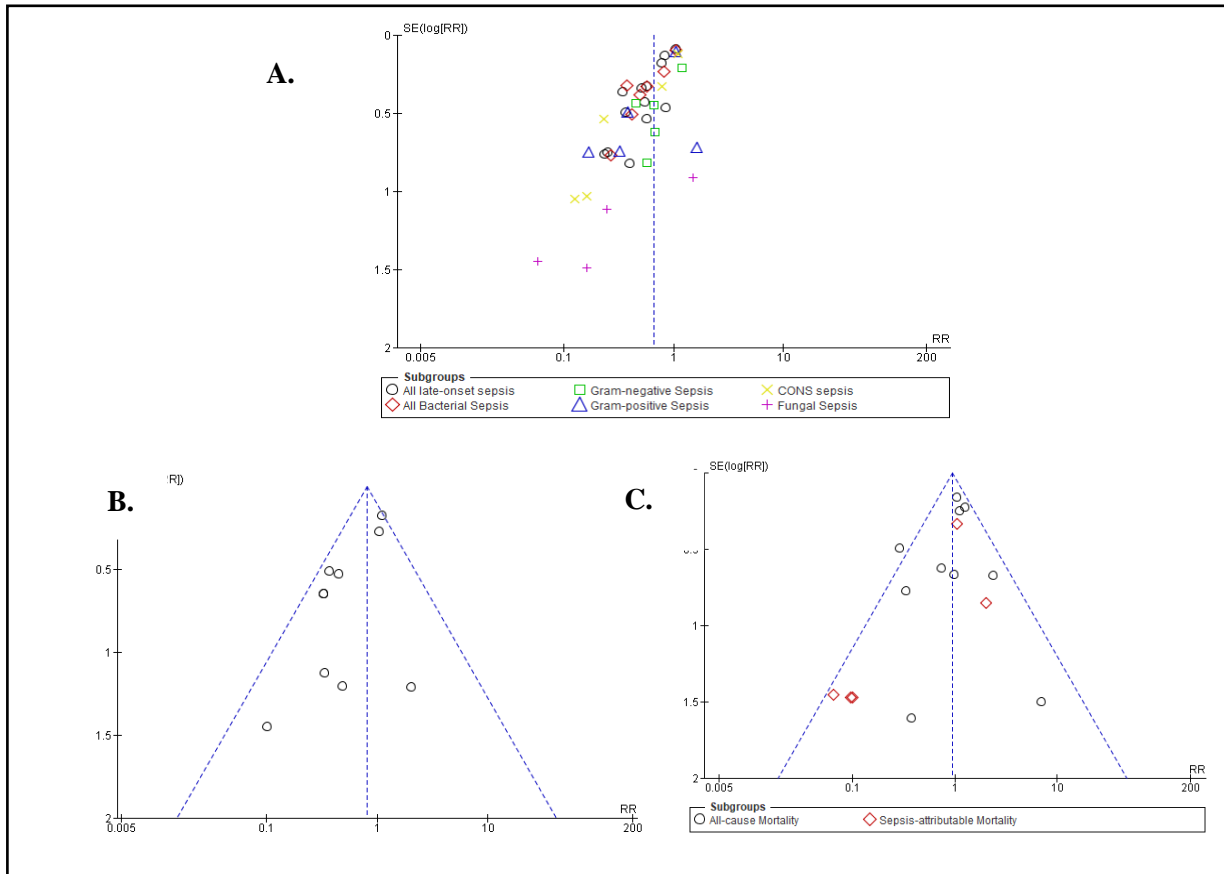 A.
SE(log[RR])
0
0.5
1
1.5
2
RR
0.005 0.1 1 10 200
Subgroups
All late-onset sepsis Gram-negative Sepsis CONS sepsis
All Bacterial Sepsis Gram-positive Sepsis Fungal Sepsis
B.
R])
0.5
1
1.5
2
RR
0.005 0.1 1 10 200
C.
SE(log[RR])
0.5
1
1.5
2
RR
0.005 0.1 1 10 200
Subgroups
All-cause Mortality Sepsis-attributable Mortality